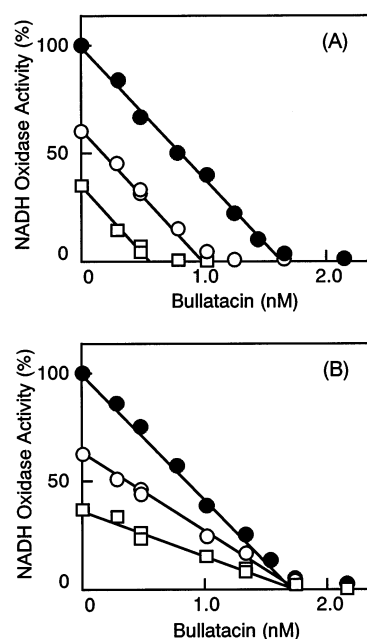 (A)
NADH Oxidase Activity (%)
100
50
0
0 1.0 2.0
Bullatacin (nM)
(B)
NADH Oxidase Activity (%)
100
50
0
0 1.0 2.0
Bullatacin (nM)